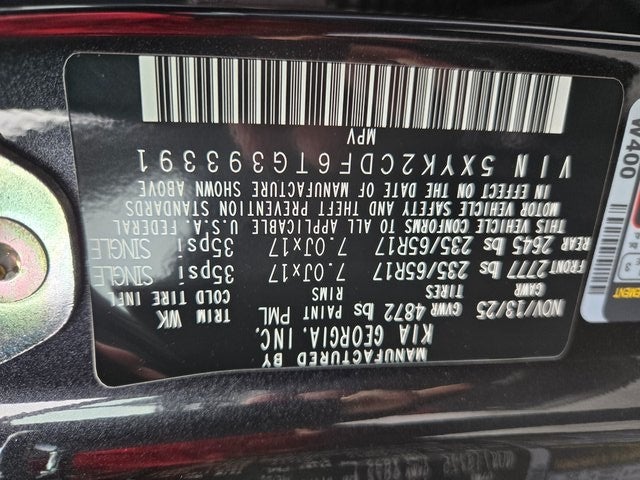 MANUFACTURED BY
KIA GEORGIA, INC.
NOV/13/25 GVWR 4872 lbs PAINT PML TRIM WK
GAWR TIRES RIMS COLD TIRE INFL
FRONT 2777 lbs 235/65R17 7.0Jx17 35psi SINGLE
REAR 2645 lbs 235/65R17 7.0Jx17 35psi SINGLE
THIS VEHICLE CONFORMS TO ALL APPLICABLE U.S.A. FEDERAL
MOTOR VEHICLE SAFETY AND THEFT PREVENTION STANDARDS
IN EFFECT ON THE DATE OF MANUFACTURE SHOWN ABOVE
VIN 5XYK2CDF6TG393391
MPV
W400